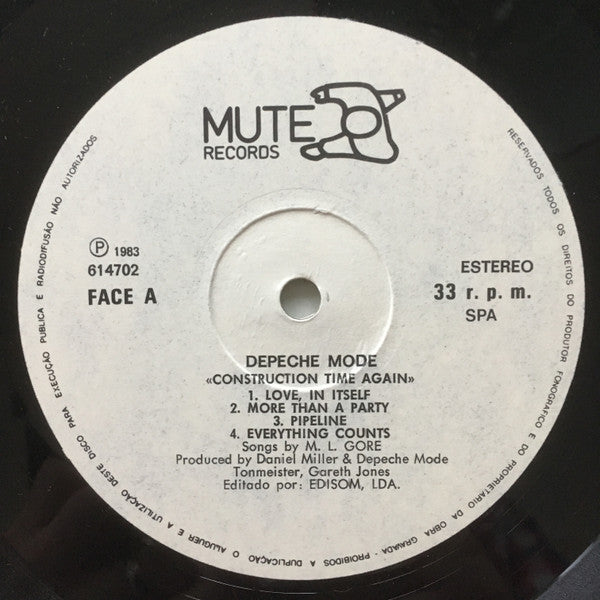 MUTE
RECORDS
Ⓟ 1983
614702
FACE A
ESTEREO
33 r. p. m.
SPA
DEPECHE MODE
«CONSTRUCTION TIME AGAIN»
1. LOVE, IN ITSELF
2. MORE THAN A PARTY
3. PIPELINE
4. EVERYTHING COUNTS
Songs by M. L. GORE
Produced by Daniel Miller & Depeche Mode
Tonmeister, Gareth Jones
Editado por: EDISOM, LDA.
RESERVADOS TODOS OS DIREITOS DO PRODUTOR FONOGRAFICO E DO PROPRIETARIO DA OBRA GRAVADA - PROIBIDOS A DUPLICAÇÃO O ALUGUER E A UTILIZAÇÃO DESTE DISCO PARA EXECUÇÃO PUBLICA E RADIODIFUSÃO NÃO AUTORIZADOS